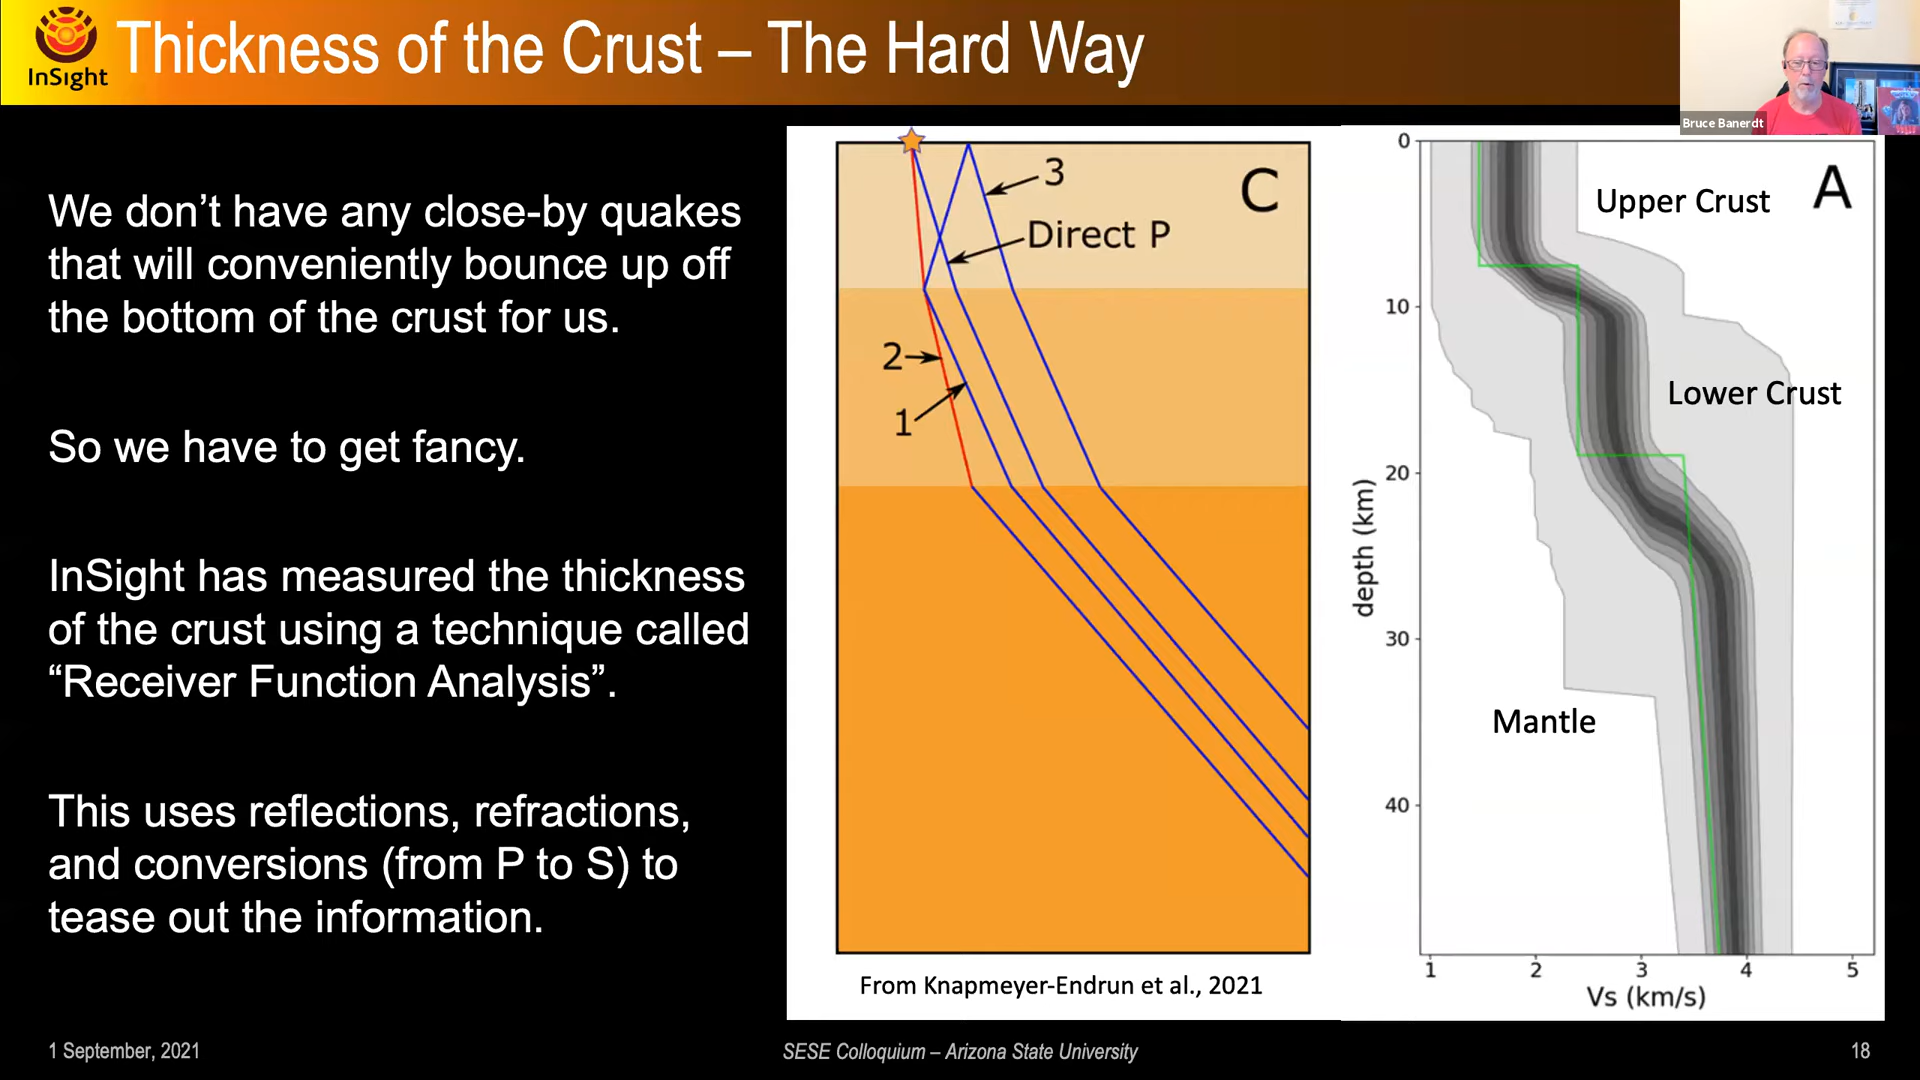 InSight
Thickness of the Crust – The Hard Way
Bruce Banerdt
We don’t have any close-by quakes
that will conveniently bounce up off
the bottom of the crust for us.
So we have to get fancy.
InSight has measured the thickness
of the crust using a technique called
“Receiver Function Analysis”.
This uses reflections, refractions,
and conversions (from P to S) to
tease out the information.
C
3
Direct P
2
1
From Knapmeyer-Endrun et al., 2021
A
Upper Crust
Lower Crust
Mantle
depth (km)
0
10
20
30
40
1 2 3 4 5
Vs (km/s)
1 September, 2021
SESE Colloquium – Arizona State University
18